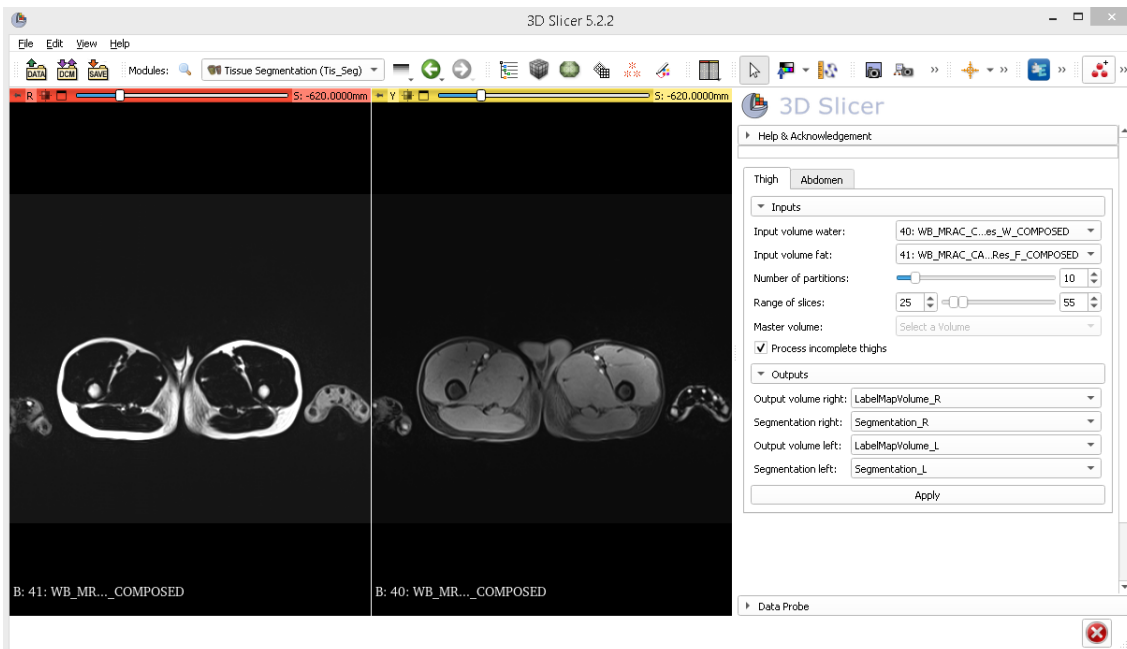 3D Slicer 5.2.2
File Edit View Help
DATA DCM SAVE Modules: Tissue Segmentation (Tis_Seg) » » » »
R S: -620.0000mm Y S: -620.0000mm
3D Slicer
Help & Acknowledgement
Thigh Abdomen
Inputs
Input volume water: 40: WB_MRAC_C...es_W_COMPOSED
Input volume fat: 41: WB_MRAC_CA...Res_F_COMPOSED
Number of partitions: 10
Range of slices: 25 55
Master volume: Select a Volume
Process incomplete thighs
Outputs
Output volume right: LabelMapVolume_R
Segmentation right: Segmentation_R
Output volume left: LabelMapVolume_L
Segmentation left: Segmentation_L
Apply
B: 41: WB_MR..._COMPOSED B: 40: WB_MR..._COMPOSED
Data Probe